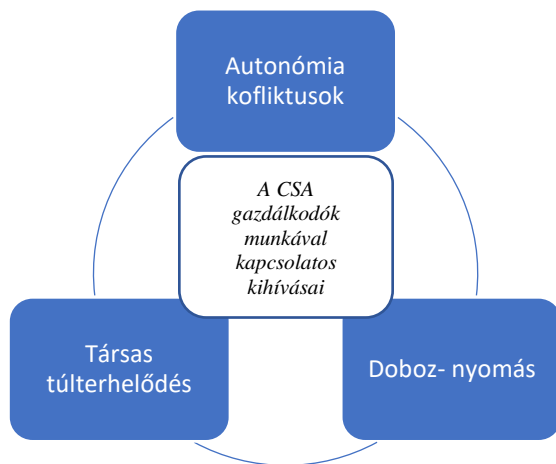 Autonómia
kofliktusok
A CSA
gazdálkodók
munkával
kapcsolatos
kihívásai
Társas
túlterhelődés
Doboz- nyomás